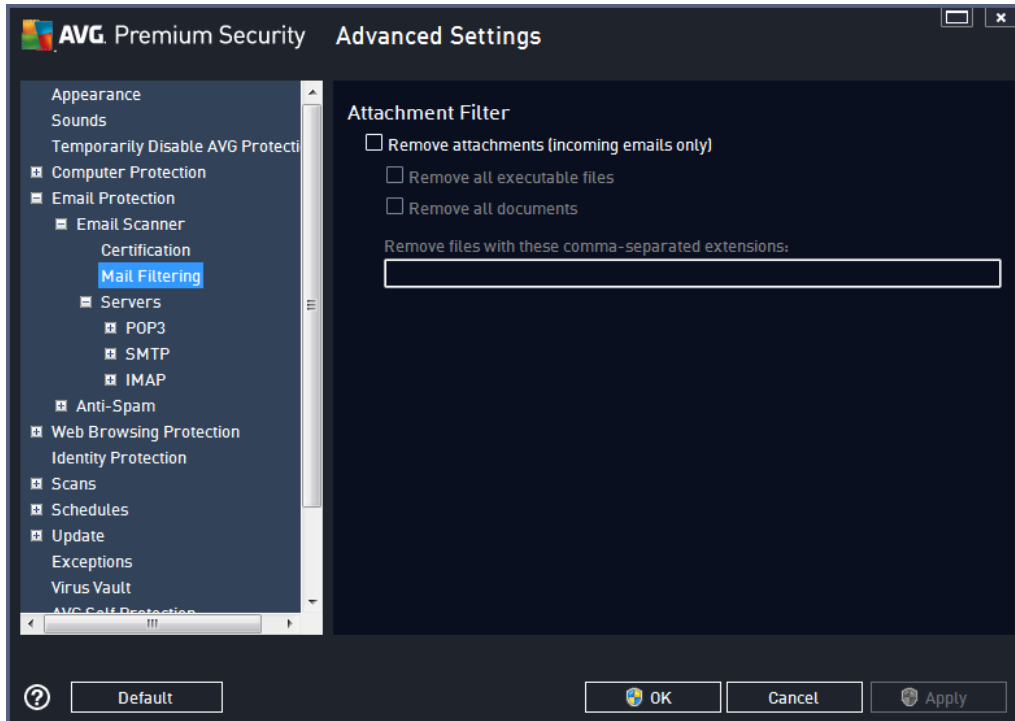 AVG. Premium Security
Advanced Settings
Appearance
Sounds
Temporarily Disable AVG Protecti
Computer Protection
Email Protection
Email Scanner
Certification
Mail Filtering
Servers
POP3
SMTP
IMAP
Anti-Spam
Web Browsing Protection
Identity Protection
Scans
Schedules
Update
Exceptions
Virus Vault
AVG Self Protection
Attachment Filter
Remove attachments (incoming emails only)
Remove all executable files
Remove all documents
Remove files with these comma-separated extensions:
Default
OK
Cancel
Apply